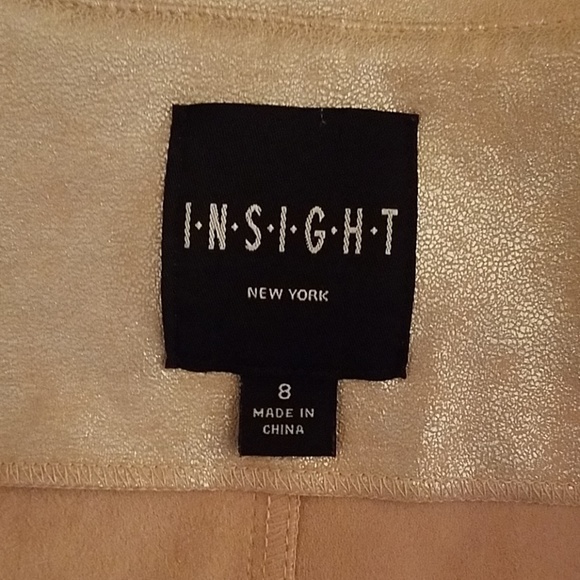 I·N·S·I·G·H·T
NEW YORK
8
MADE IN
CHINA